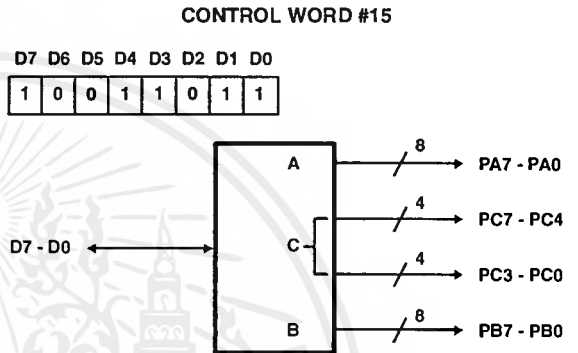 CONTROL WORD #15
D7 D6 D5 D4 D3 D2 D1 D0
1 0 0 1 1 0 1 1
A
8
PA7 - PA0
4
PC7 - PC4
D7 - D0
C
4
PC3 - PC0
B
8
PB7 - PB0